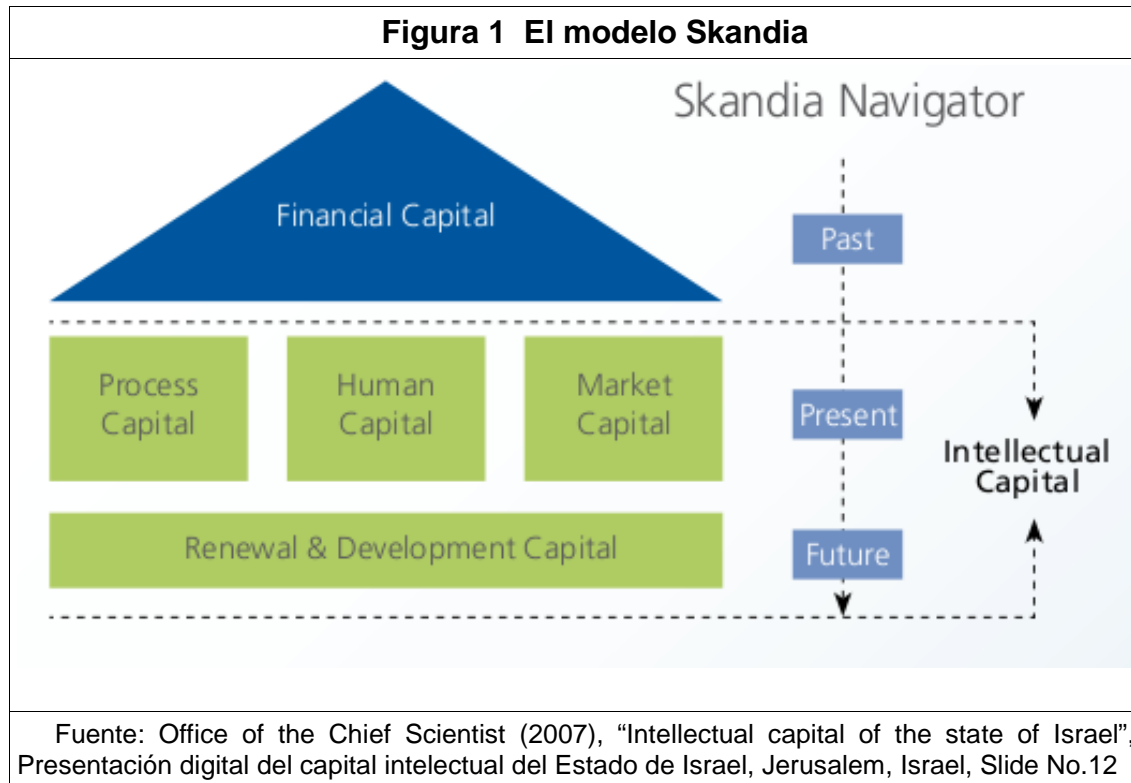 Figura 1 El modelo Skandia
Skandia Navigator
Financial Capital
Past
Process
Capital
Human
Capital
Market
Capital
Present
Intellectual
Capital
Renewal & Development Capital
Future
Fuente: Office of the Chief Scientist (2007), “Intellectual capital of the state of Israel”,
Presentación digital del capital intelectual del Estado de Israel, Jerusalem, Israel, Slide No.12